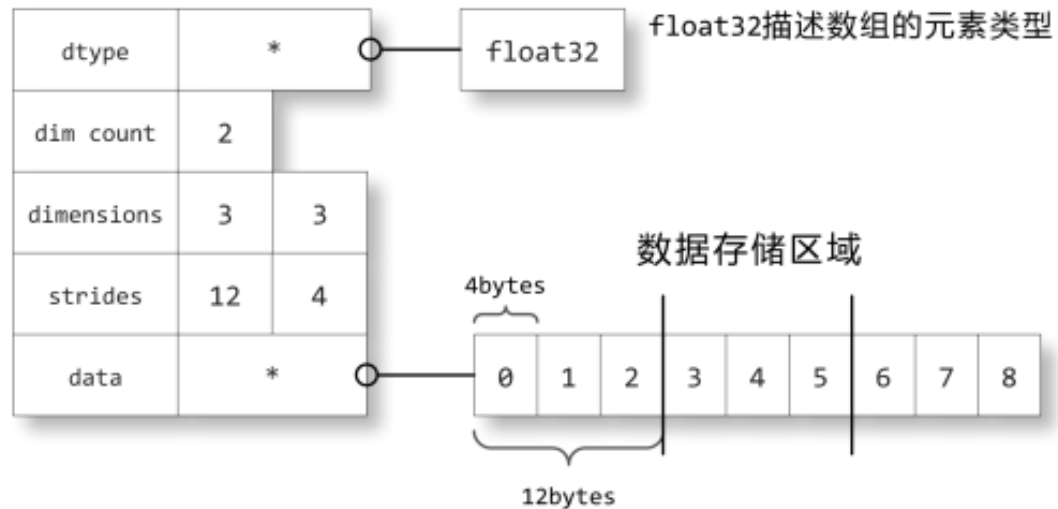 dtype * float32 float32描述数组的元素类型
dim count 2
dimensions 3 3
数据存储区域
strides 12 4
4bytes
data * 0 1 2 3 4 5 6 7 8
12bytes